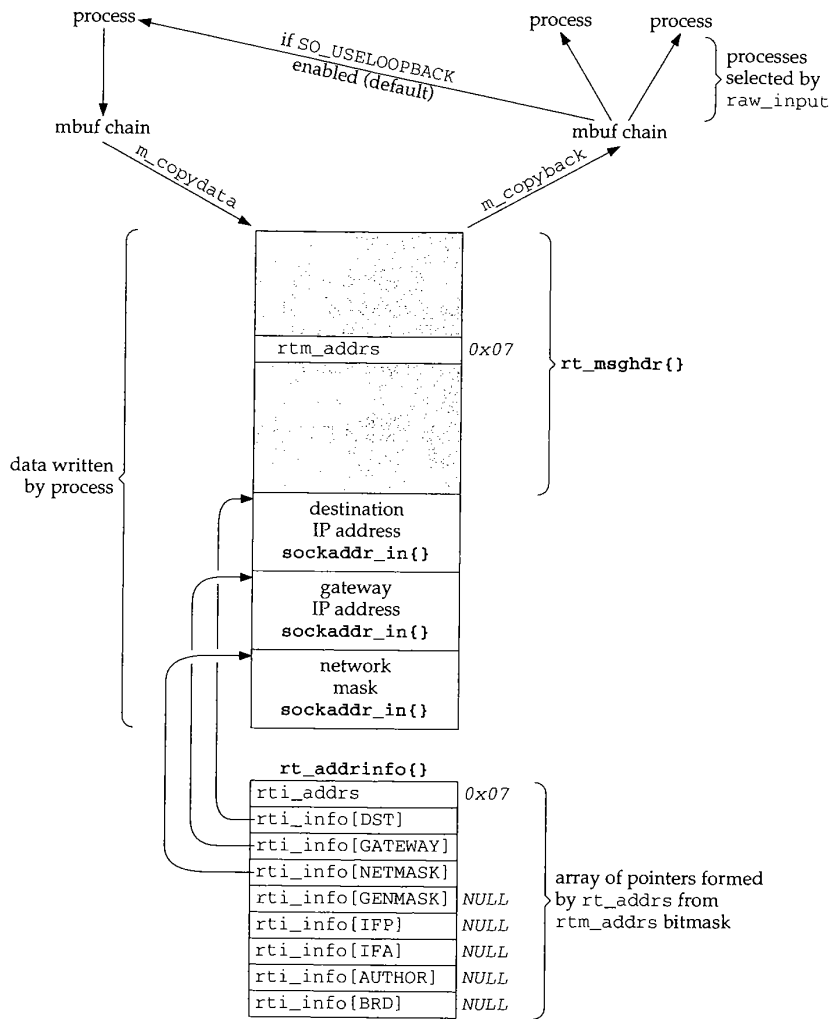 process
process
process
if SO_USELOOPBACK
enabled (default)
processes
selected by
raw_input
mbuf chain
mbuf chain
m_copydata
m_copyback
rtm_addrs
0x07
rt_msghdr{}
data written
by process
destination
IP address
sockaddr_in{}
gateway
IP address
sockaddr_in{}
network
mask
sockaddr_in{}
rt_addrinfo{}
rti_addrs
0x07
rti_info[DST]
rti_info[GATEWAY]
rti_info[NETMASK]
rti_info[GENMASK] NULL
rti_info[IFP] NULL
rti_info[IFA] NULL
rti_info[AUTHOR] NULL
rti_info[BRD] NULL
array of pointers formed
by rt_addrs from
rtm_addrs bitmask